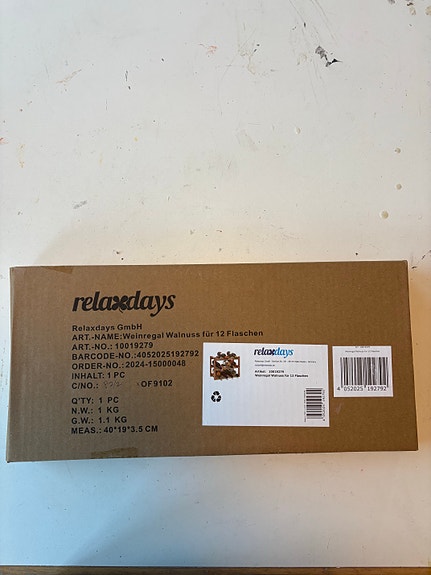 relaxdays
Relaxdays GmbH
ART.-NAME:Weinregal Walnuss für 12 Flaschen
ART.-NO.: 10019279
BARCODE-NO.:4052025192792
ORDER-NO.: 2024-15000048
INHALT: 1 PC
C/NO.: OF9102
Q'TY: 1 PC
N.W.: 1 KG
G.W.: 1.1 KG
MEAS.: 40*19*3.5 CM
relaxdays
Artikel: 10019279
Weinregal Walnuss für 12 Flaschen
4 052025 192792